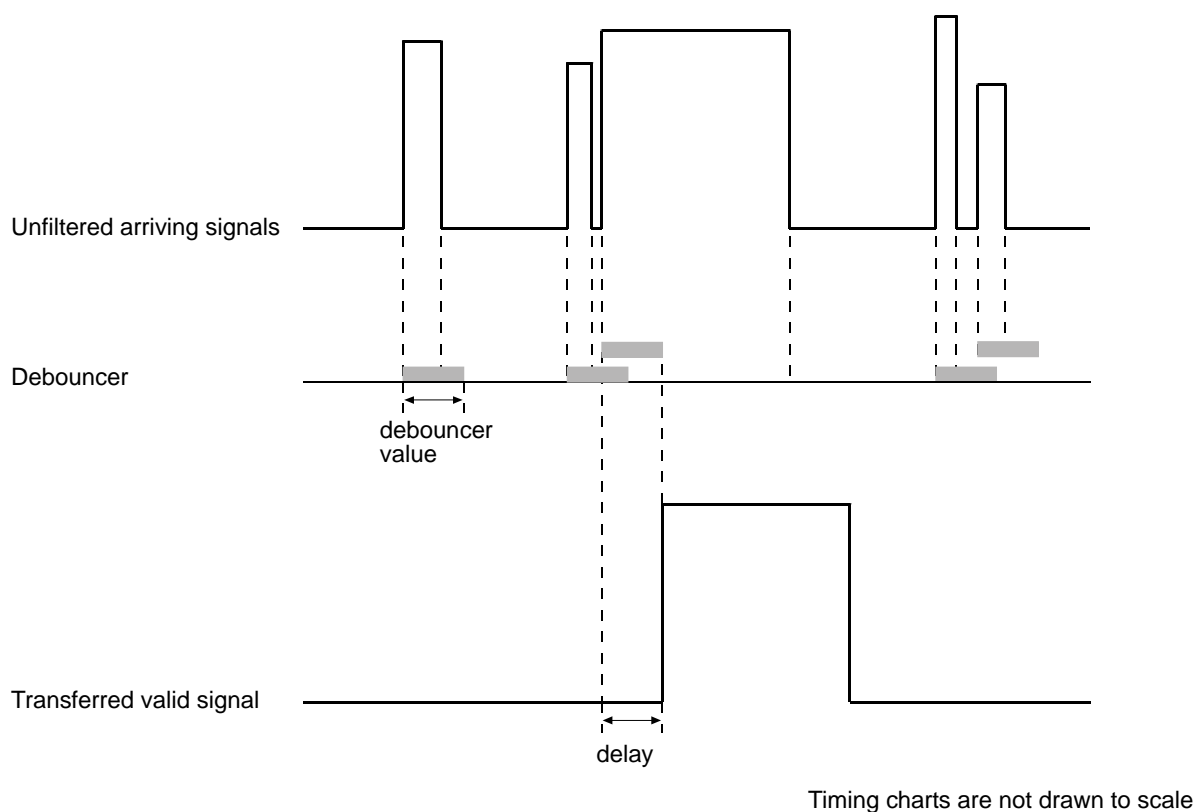 Unfiltered arriving signals
Debouncer
debouncer
value
Transferred valid signal
delay
Timing charts are not drawn to scale